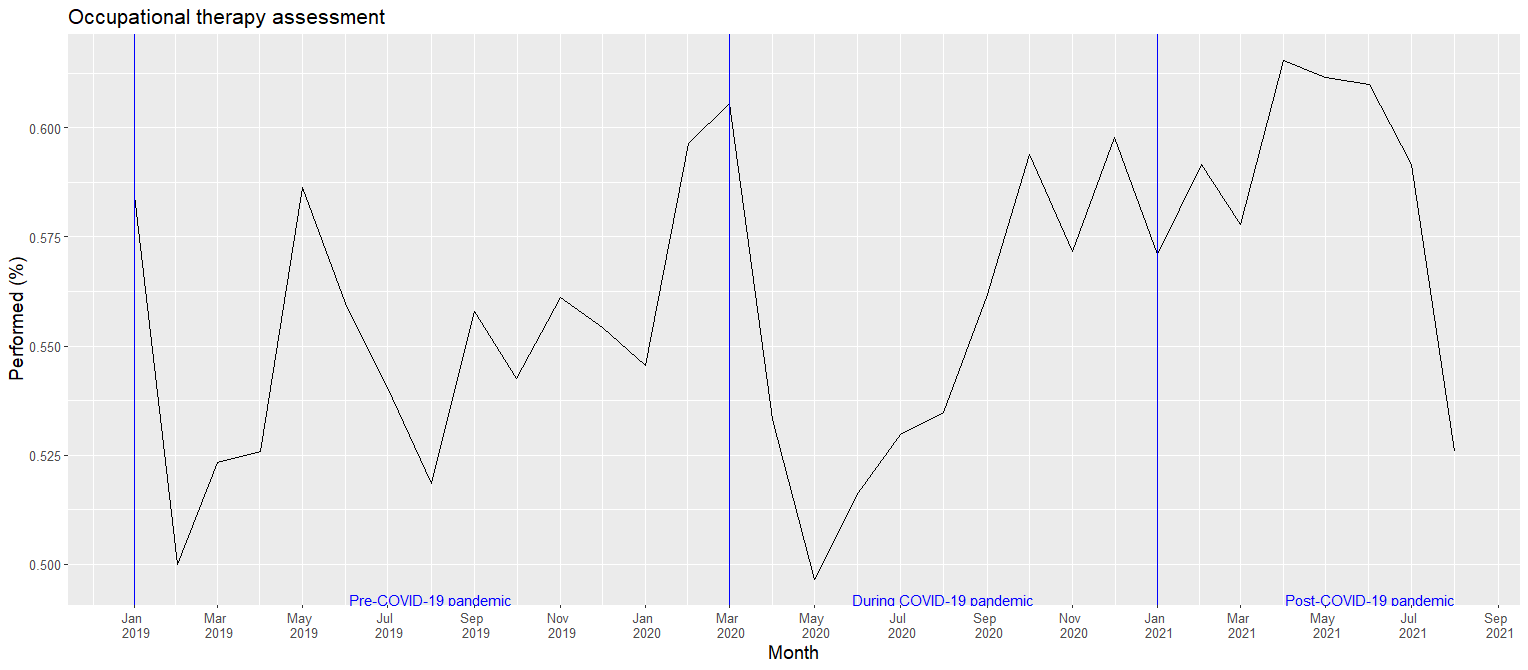 Occupational therapy assessment
Performed (%)
0.600
0.575
0.550
0.525
0.500
Pre-COVID-19 pandemic
During COVID-19 pandemic
Post-COVID-19 pandemic
Jan 2019
Mar 2019
May 2019
Jul 2019
Sep 2019
Nov 2019
Jan 2020
Mar 2020
May 2020
Jul 2020
Sep 2020
Nov 2020
Jan 2021
Mar 2021
May 2021
Jul 2021
Sep 2021
Month